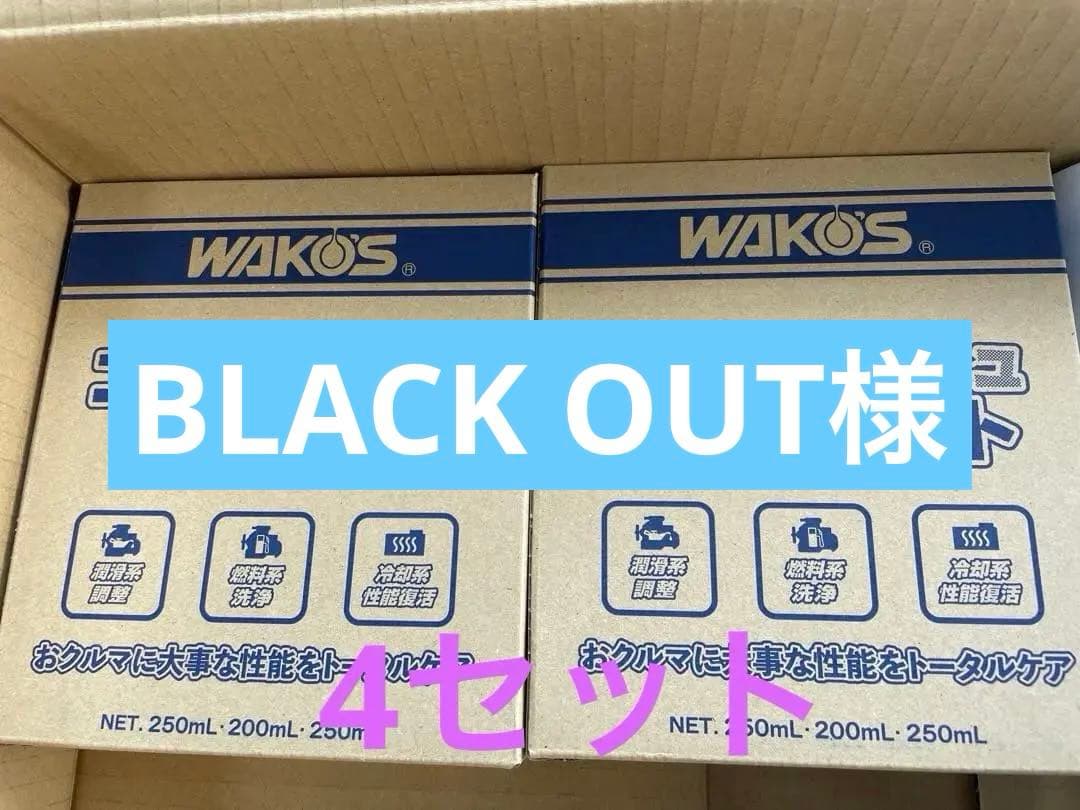 WAKO'S®
WAKO'S®
BLACK OUT様
ュ
ト
潤滑系
調整
燃料系
洗浄
冷却系
性能復活
潤滑系
調整
燃料系
洗浄
冷却系
性能復活
おクルマに大事な性能をトータルケア
おクルマに大事な性能をトータルケア
4セット
NET. 250mL・200mL・250m
NET. 250mL・200mL・250mL